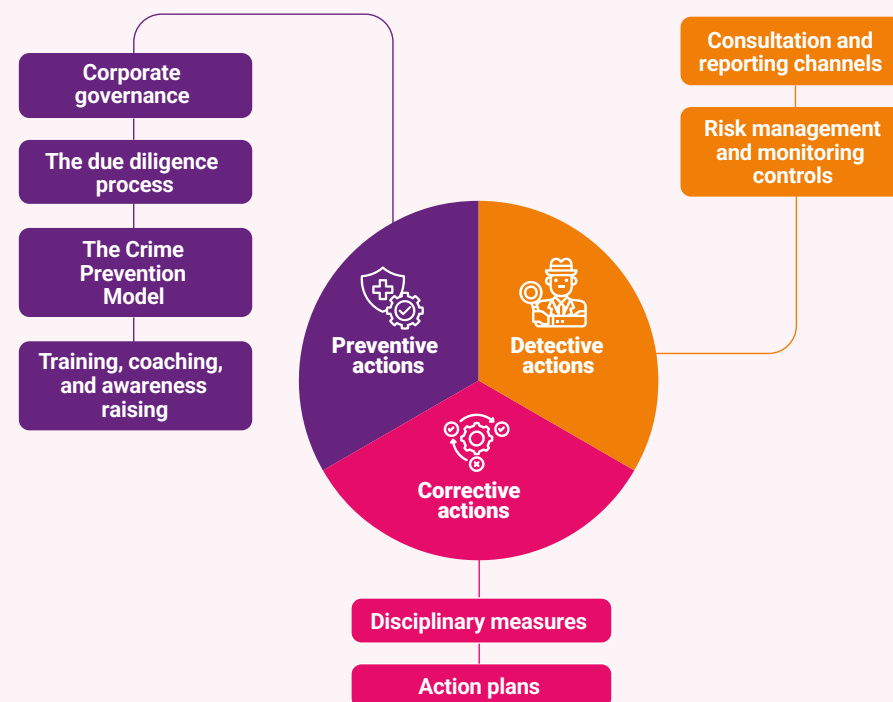 Corporate
governance
The due diligence
process
The Crime
Prevention
Model
Training, coaching,
and awareness
raising
Consultation and
reporting channels
Risk management
and monitoring
controls
Preventive
actions
Detective
actions
Corrective
actions
Disciplinary measures
Action plans